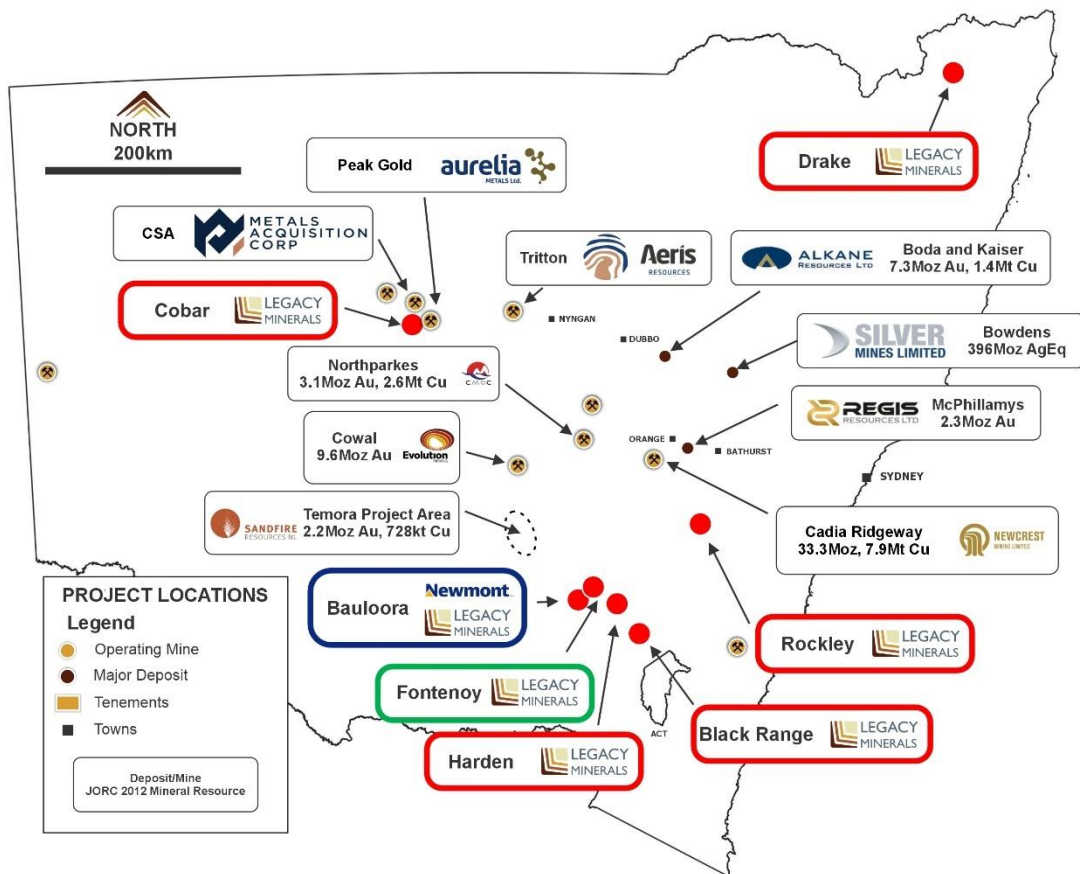 NORTH
200km
Peak Gold
aurelia
METALS Ltd.
CSA
METALS
ACQUISITION
CORP
Cobar
LEGACY
MINERALS
Tritton
Aeris
RESOURCES
Drake
LEGACY
MINERALS
ALKANE
RESOURCES LTD
Boda and Kaiser
7.3Moz Au, 1.4Mt Cu
NYNGAN
DUBBO
SILVER
MINES LIMITED
Bowdens
396Moz AgEq
Northparkes
3.1Moz Au, 2.6Mt Cu
CMOC
REGIS
RESOURCES LTD
McPhillamys
2.3Moz Au
Cowal
9.6Moz Au
Evolution
MINING
ORANGE
BATHURST
SYDNEY
SANDFIRE
RESOURCES NL
Temora Project Area
2.2Moz Au, 728kt Cu
Cadia Ridgeway
33.3Moz, 7.9Mt Cu
NEWCREST
MINING LIMITED
Bauloora
Newmont
LEGACY
MINERALS
Rockley
LEGACY
MINERALS
Fontenoy
LEGACY
MINERALS
Harden
LEGACY
MINERALS
ACT
Black Range
LEGACY
MINERALS
PROJECT LOCATIONS
Legend
Operating Mine
Major Deposit
Tenements
Towns
Deposit/Mine
JORC 2012 Mineral Resource